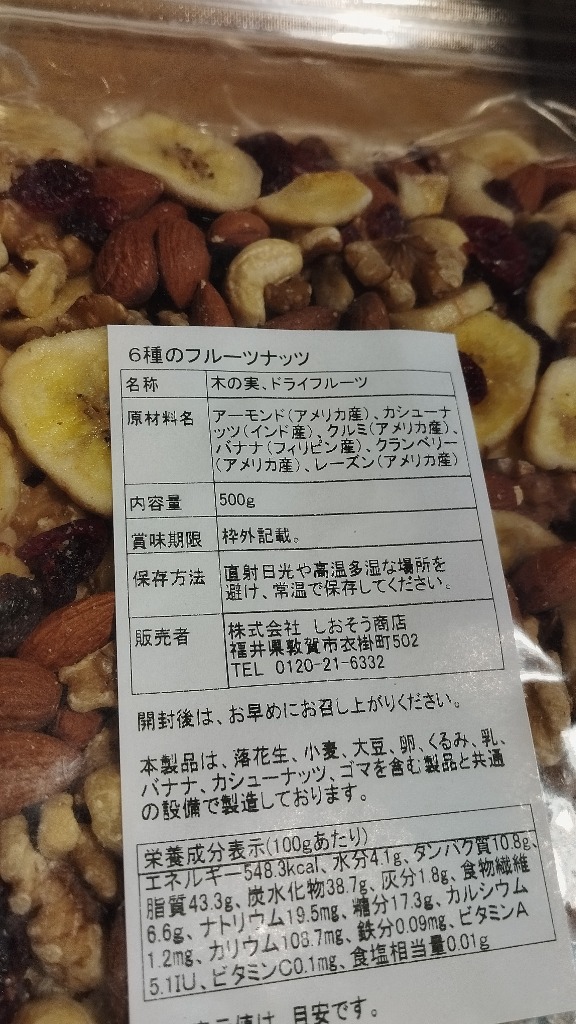 6種のフルーツナッツ
名称 木の実、ドライフルーツ
原材料名 アーモンド(アメリカ産)、カシューナ
ッツ(インド産)、クルミ(アメリカ産)、
バナナ(フィリピン産)、クランベリー
(アメリカ産)、レーズン(アメリカ産)
内容量 500g
賞味期限 枠外記載。
保存方法 直射日光や高温多湿な場所を
避け、常温で保存してください。
販売者 株式会社 しおそう商店
福井県敦賀市衣掛町502
TEL 0120-21-6332
開封後は、お早めにお召し上がりください。
本製品は、落花生、小麦、大豆、卵、くるみ、乳、
バナナ、カシューナッツ、ゴマを含む製品と共通
の設備で製造しております。
栄養成分表示(100gあたり)
エネルギー548.3kcal、水分4.1g、タンパク質10.8g、
脂質43.3g、炭水化物38.7g、灰分1.8g、食物繊維
6.6g、ナトリウム19.5mg、糖分17.3g、カルシウム
1.2mg、カリウム108.7mg、鉄分0.09mg、ビタミンA
5.1IU、ビタミンC0.1mg、食塩相当量0.01g
値は、目安です。